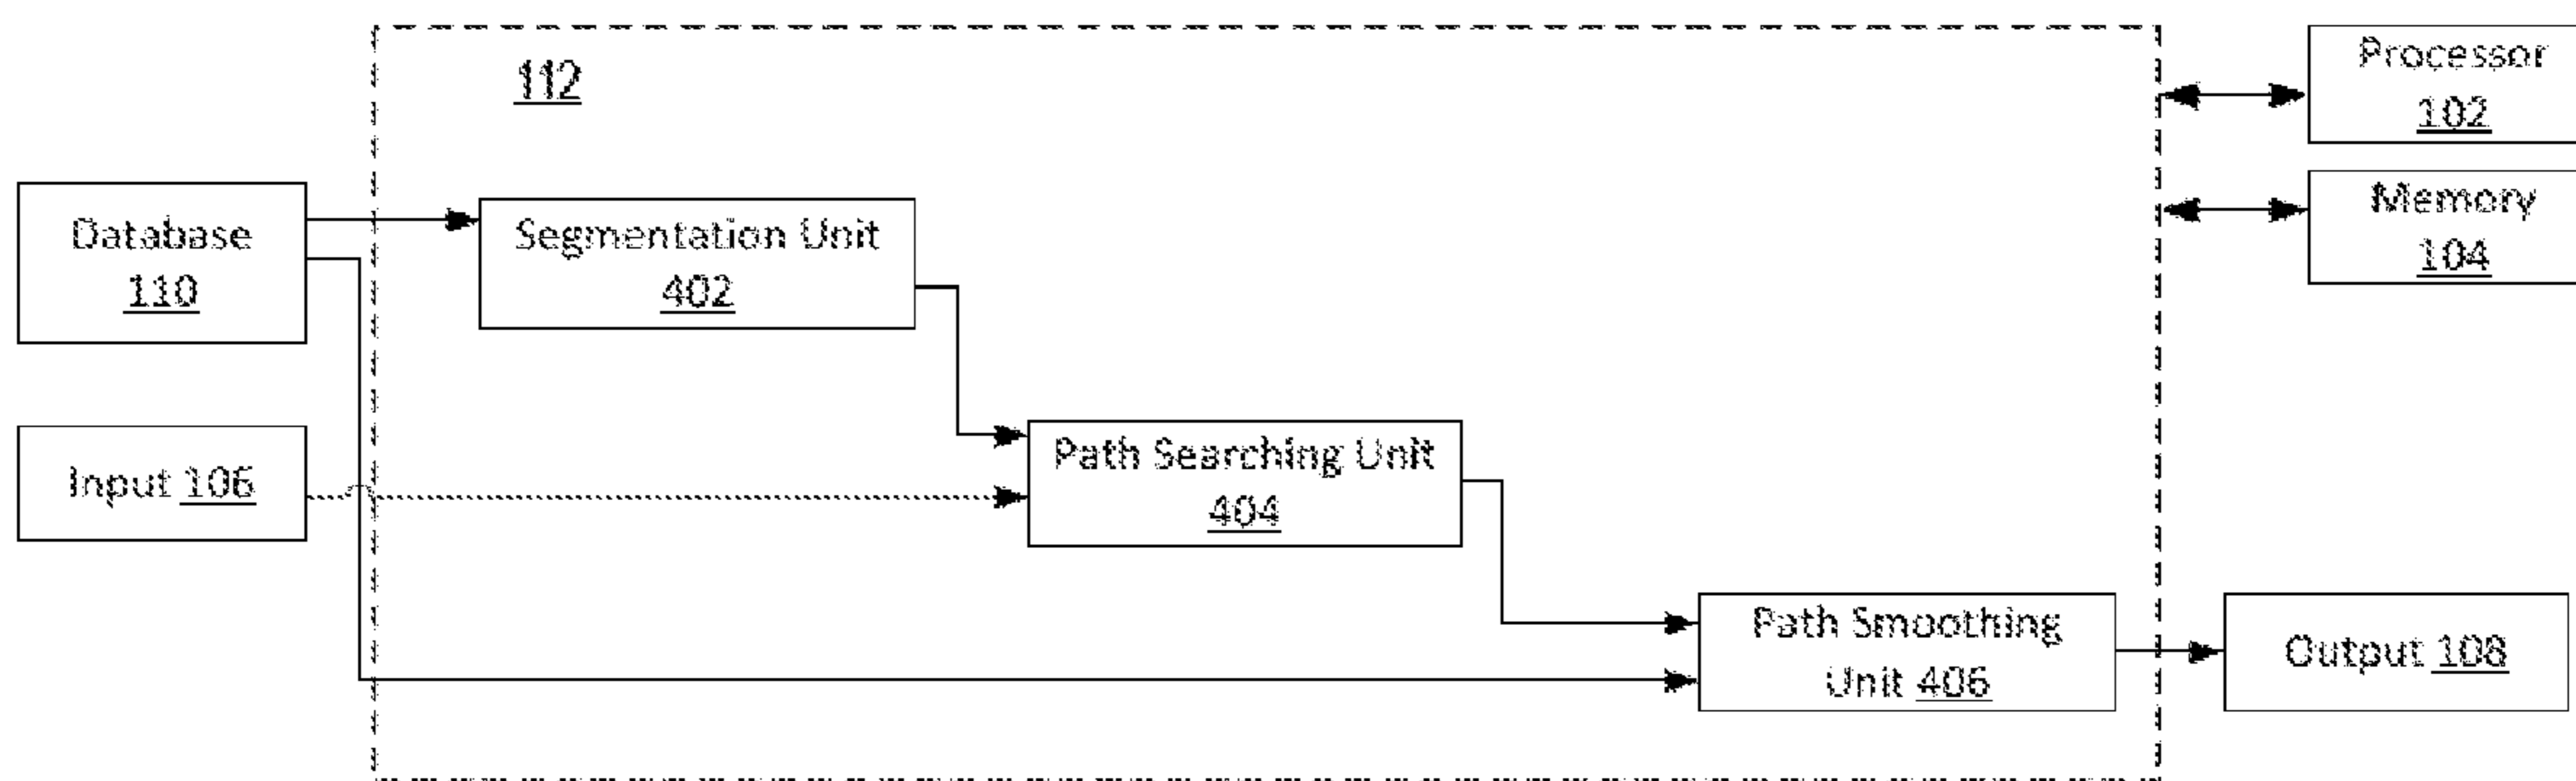 112
Processor
102
Memory
104
Database
110
Segmentation Unit
402
Input 106
Path Searching Unit
404
Path Smoothing
Unit 406
Output 108